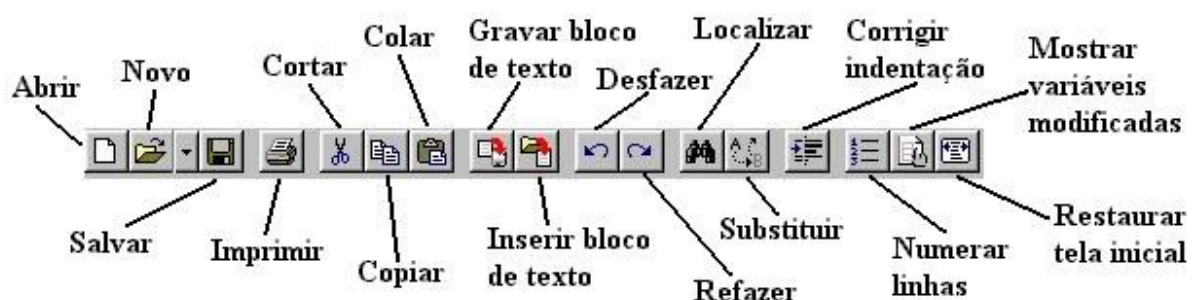 Abrir
Novo
Cortar
Colar
Gravar bloco
de texto
Desfazer
Localizar
Corrigir
indentação
Mostrar
variáveis
modificadas
Salvar
Imprimir
Copiar
Inserir bloco
de texto
Refazer
Substituir
Numerar
linhas
Restaurar
tela inicial